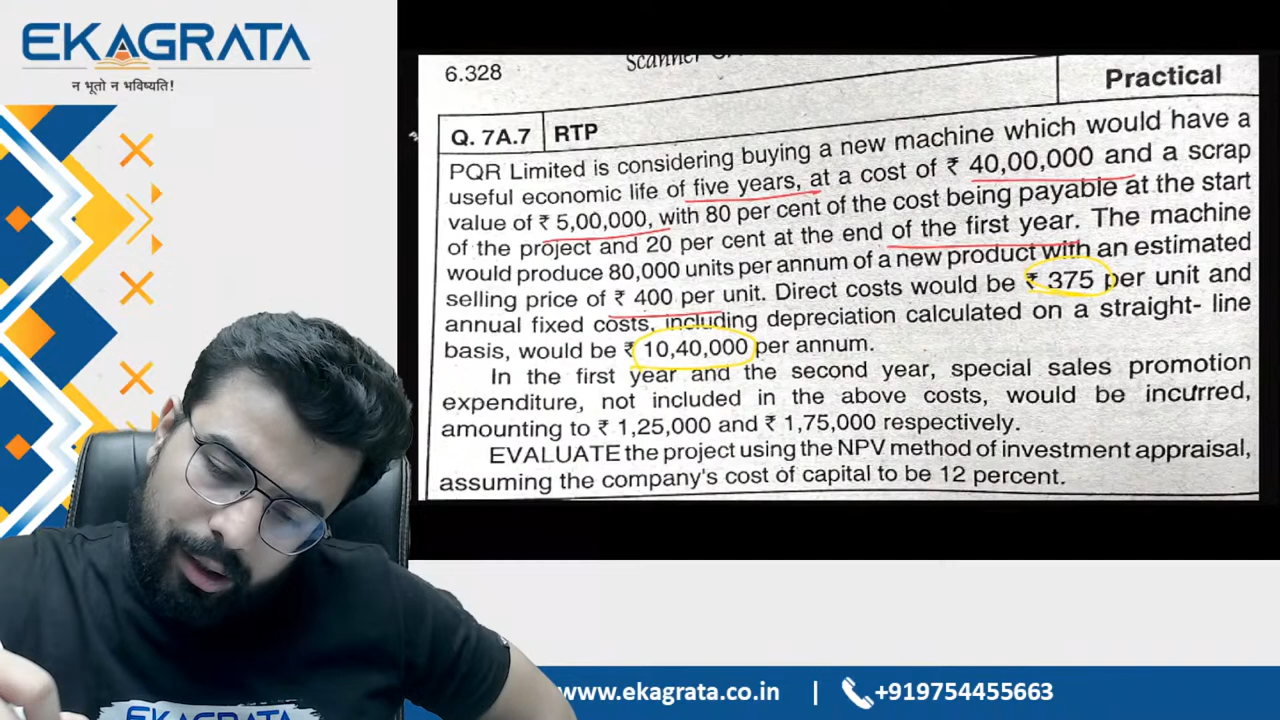 EKAGRATA
न भूतो न भविष्यति!
6.328
Scanner
Practical
Q. 7A.7 RTP
PQR Limited is considering buying a new machine which would have a
useful economic life of five years, at a cost of ₹ 40,00,000 and a scrap
value of ₹ 5,00,000, with 80 per cent of the cost being payable at the start
of the project and 20 per cent at the end of the first year. The machine
would produce 80,000 units per annum of a new product with an estimated
selling price of ₹ 400 per unit. Direct costs would be ₹ 375 per unit and
annual fixed costs, including depreciation calculated on a straight- line
basis, would be ₹ 10,40,000 per annum.
In the first year and the second year, special sales promotion
expenditure, not included in the above costs, would be incurred,
amounting to ₹ 1,25,000 and ₹ 1,75,000 respectively.
EVALUATE the project using the NPV method of investment appraisal,
assuming the company's cost of capital to be 12 percent.
EKAGRATA
www.ekagrata.co.in | +919754455663